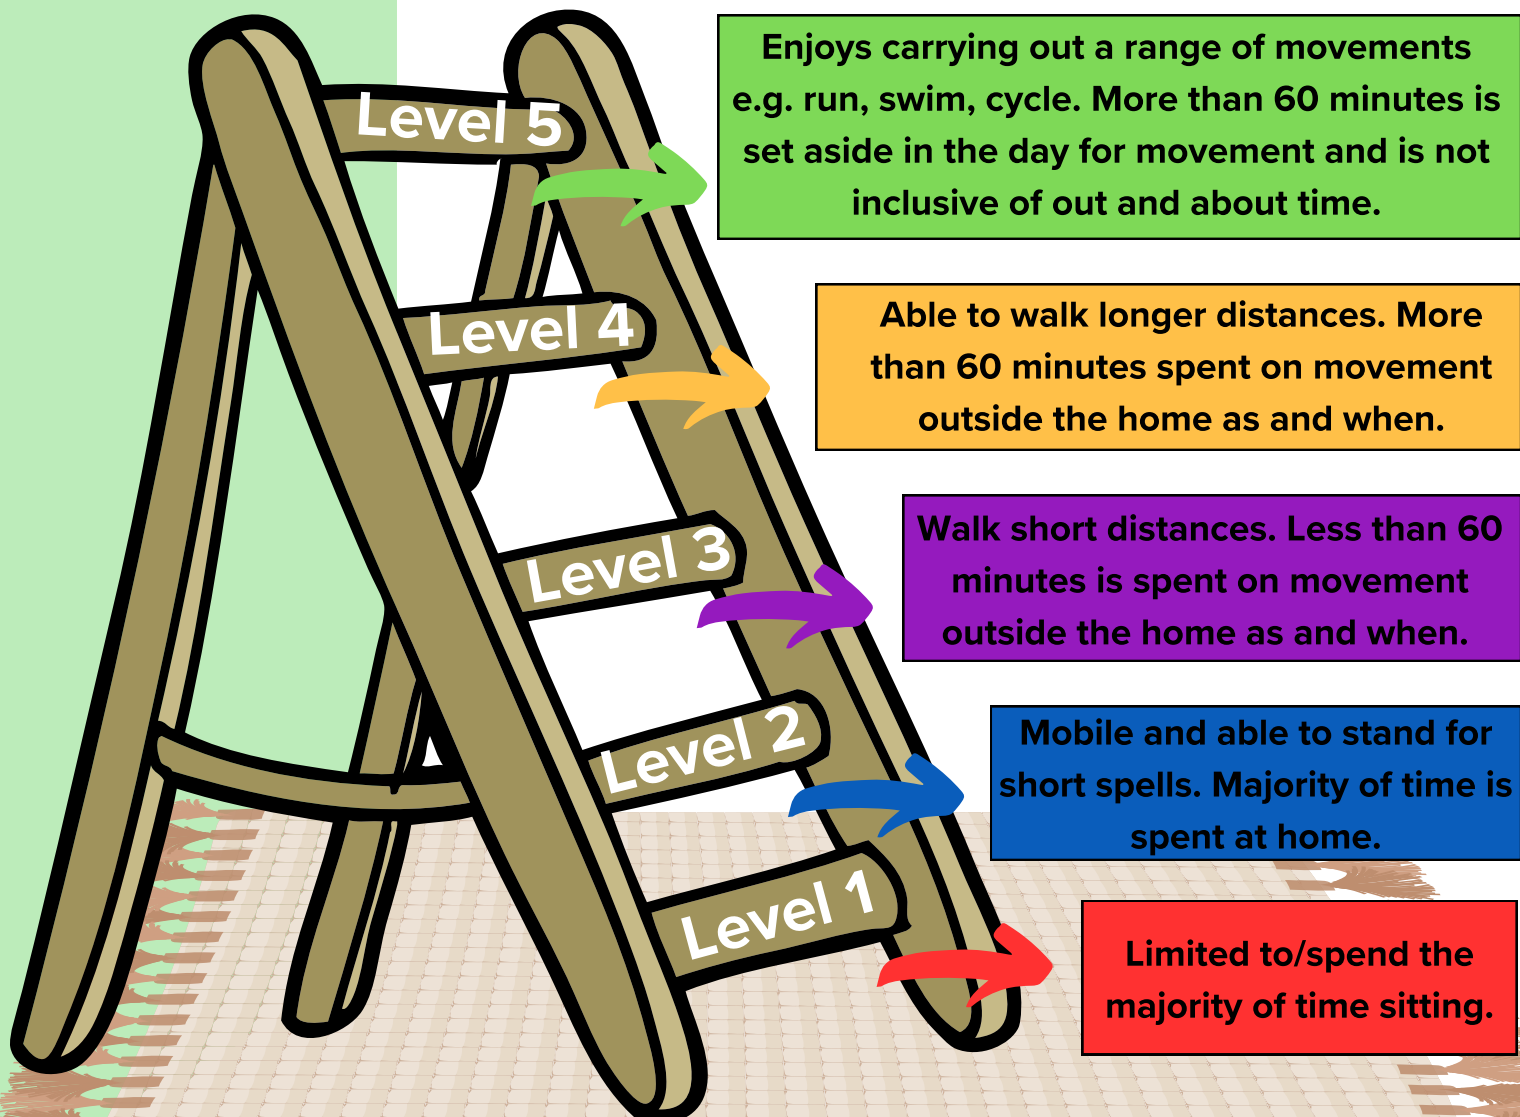 Level 5
Enjoys carrying out a range of movements
e.g. run, swim, cycle. More than 60 minutes is
set aside in the day for movement and is not
inclusive of out and about time.
Level 4
Able to walk longer distances. More
than 60 minutes spent on movement
outside the home as and when.
Level 3
Walk short distances. Less than 60
minutes is spent on movement
outside the home as and when.
Level 2
Mobile and able to stand for
short spells. Majority of time is
spent at home.
Level 1
Limited to/spend the
majority of time sitting.